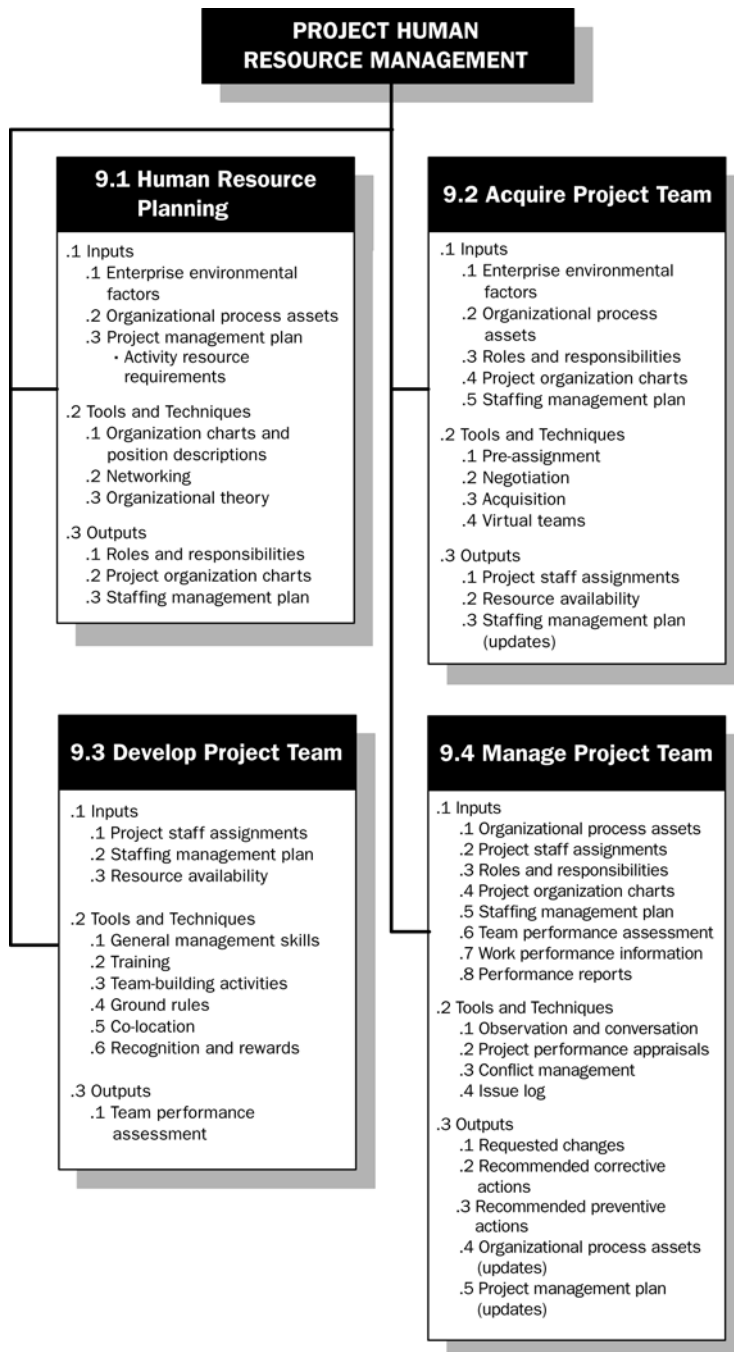 PROJECT HUMAN
RESOURCE MANAGEMENT
9.1 Human Resource
Planning
.1 Inputs
.1 Enterprise environmental
factors
.2 Organizational process assets
.3 Project management plan
· Activity resource
requirements
.2 Tools and Techniques
.1 Organization charts and
position descriptions
.2 Networking
.3 Organizational theory
.3 Outputs
.1 Roles and responsibilities
.2 Project organization charts
.3 Staffing management plan
9.2 Acquire Project Team
.1 Inputs
.1 Enterprise environmental
factors
.2 Organizational process
assets
.3 Roles and responsibilities
.4 Project organization charts
.5 Staffing management plan
.2 Tools and Techniques
.1 Pre-assignment
.2 Negotiation
.3 Acquisition
.4 Virtual teams
.3 Outputs
.1 Project staff assignments
.2 Resource availability
.3 Staffing management plan
(updates)
9.3 Develop Project Team
.1 Inputs
.1 Project staff assignments
.2 Staffing management plan
.3 Resource availability
.2 Tools and Techniques
.1 General management skills
.2 Training
.3 Team-building activities
.4 Ground rules
.5 Co-location
.6 Recognition and rewards
.3 Outputs
.1 Team performance
assessment
9.4 Manage Project Team
.1 Inputs
.1 Organizational process assets
.2 Project staff assignments
.3 Roles and responsibilities
.4 Project organization charts
.5 Staffing management plan
.6 Team performance assessment
.7 Work performance information
.8 Performance reports
.2 Tools and Techniques
.1 Observation and conversation
.2 Project performance appraisals
.3 Conflict management
.4 Issue log
.3 Outputs
.1 Requested changes
.2 Recommended corrective
actions
.3 Recommended preventive
actions
.4 Organizational process assets
(updates)
.5 Project management plan
(updates)